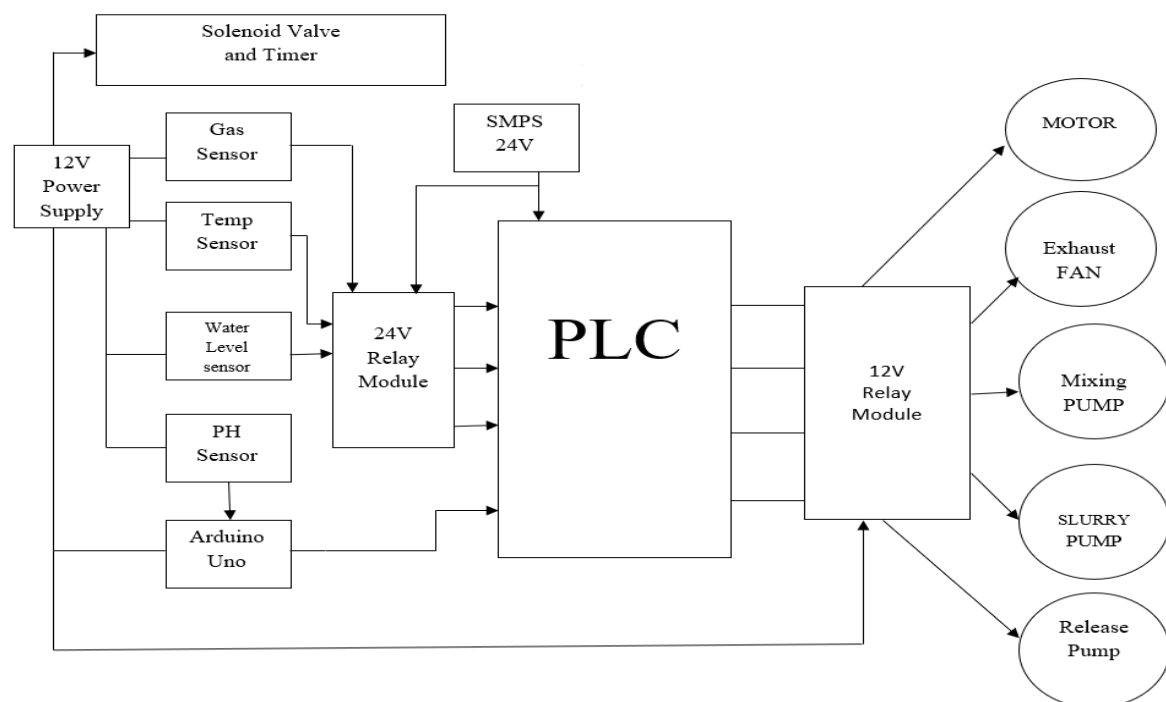 Solenoid Valve
and Timer
Gas
Sensor
SMPS
24V
MOTOR
12V
Power
Supply
Temp
Sensor
Exhaust
FAN
Water
Level
sensor
24V
Relay
Module
PLC
12V
Relay
Module
Mixing
PUMP
PH
Sensor
SLURRY
PUMP
Arduino
Uno
Release
Pump